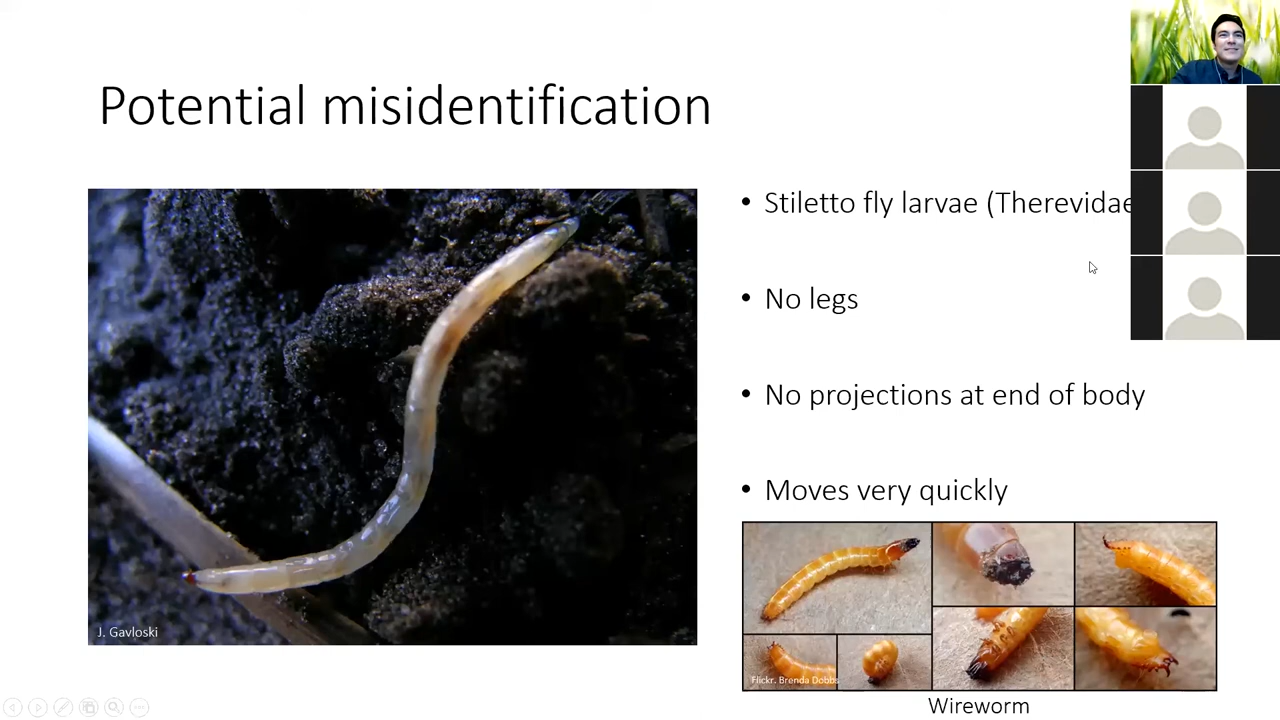 Potential misidentification
• Stiletto fly larvae (Therevidae
• No legs
• No projections at end of body
• Moves very quickly
J. Gavloski
Flickr. Brenda Dobbs
Wireworm